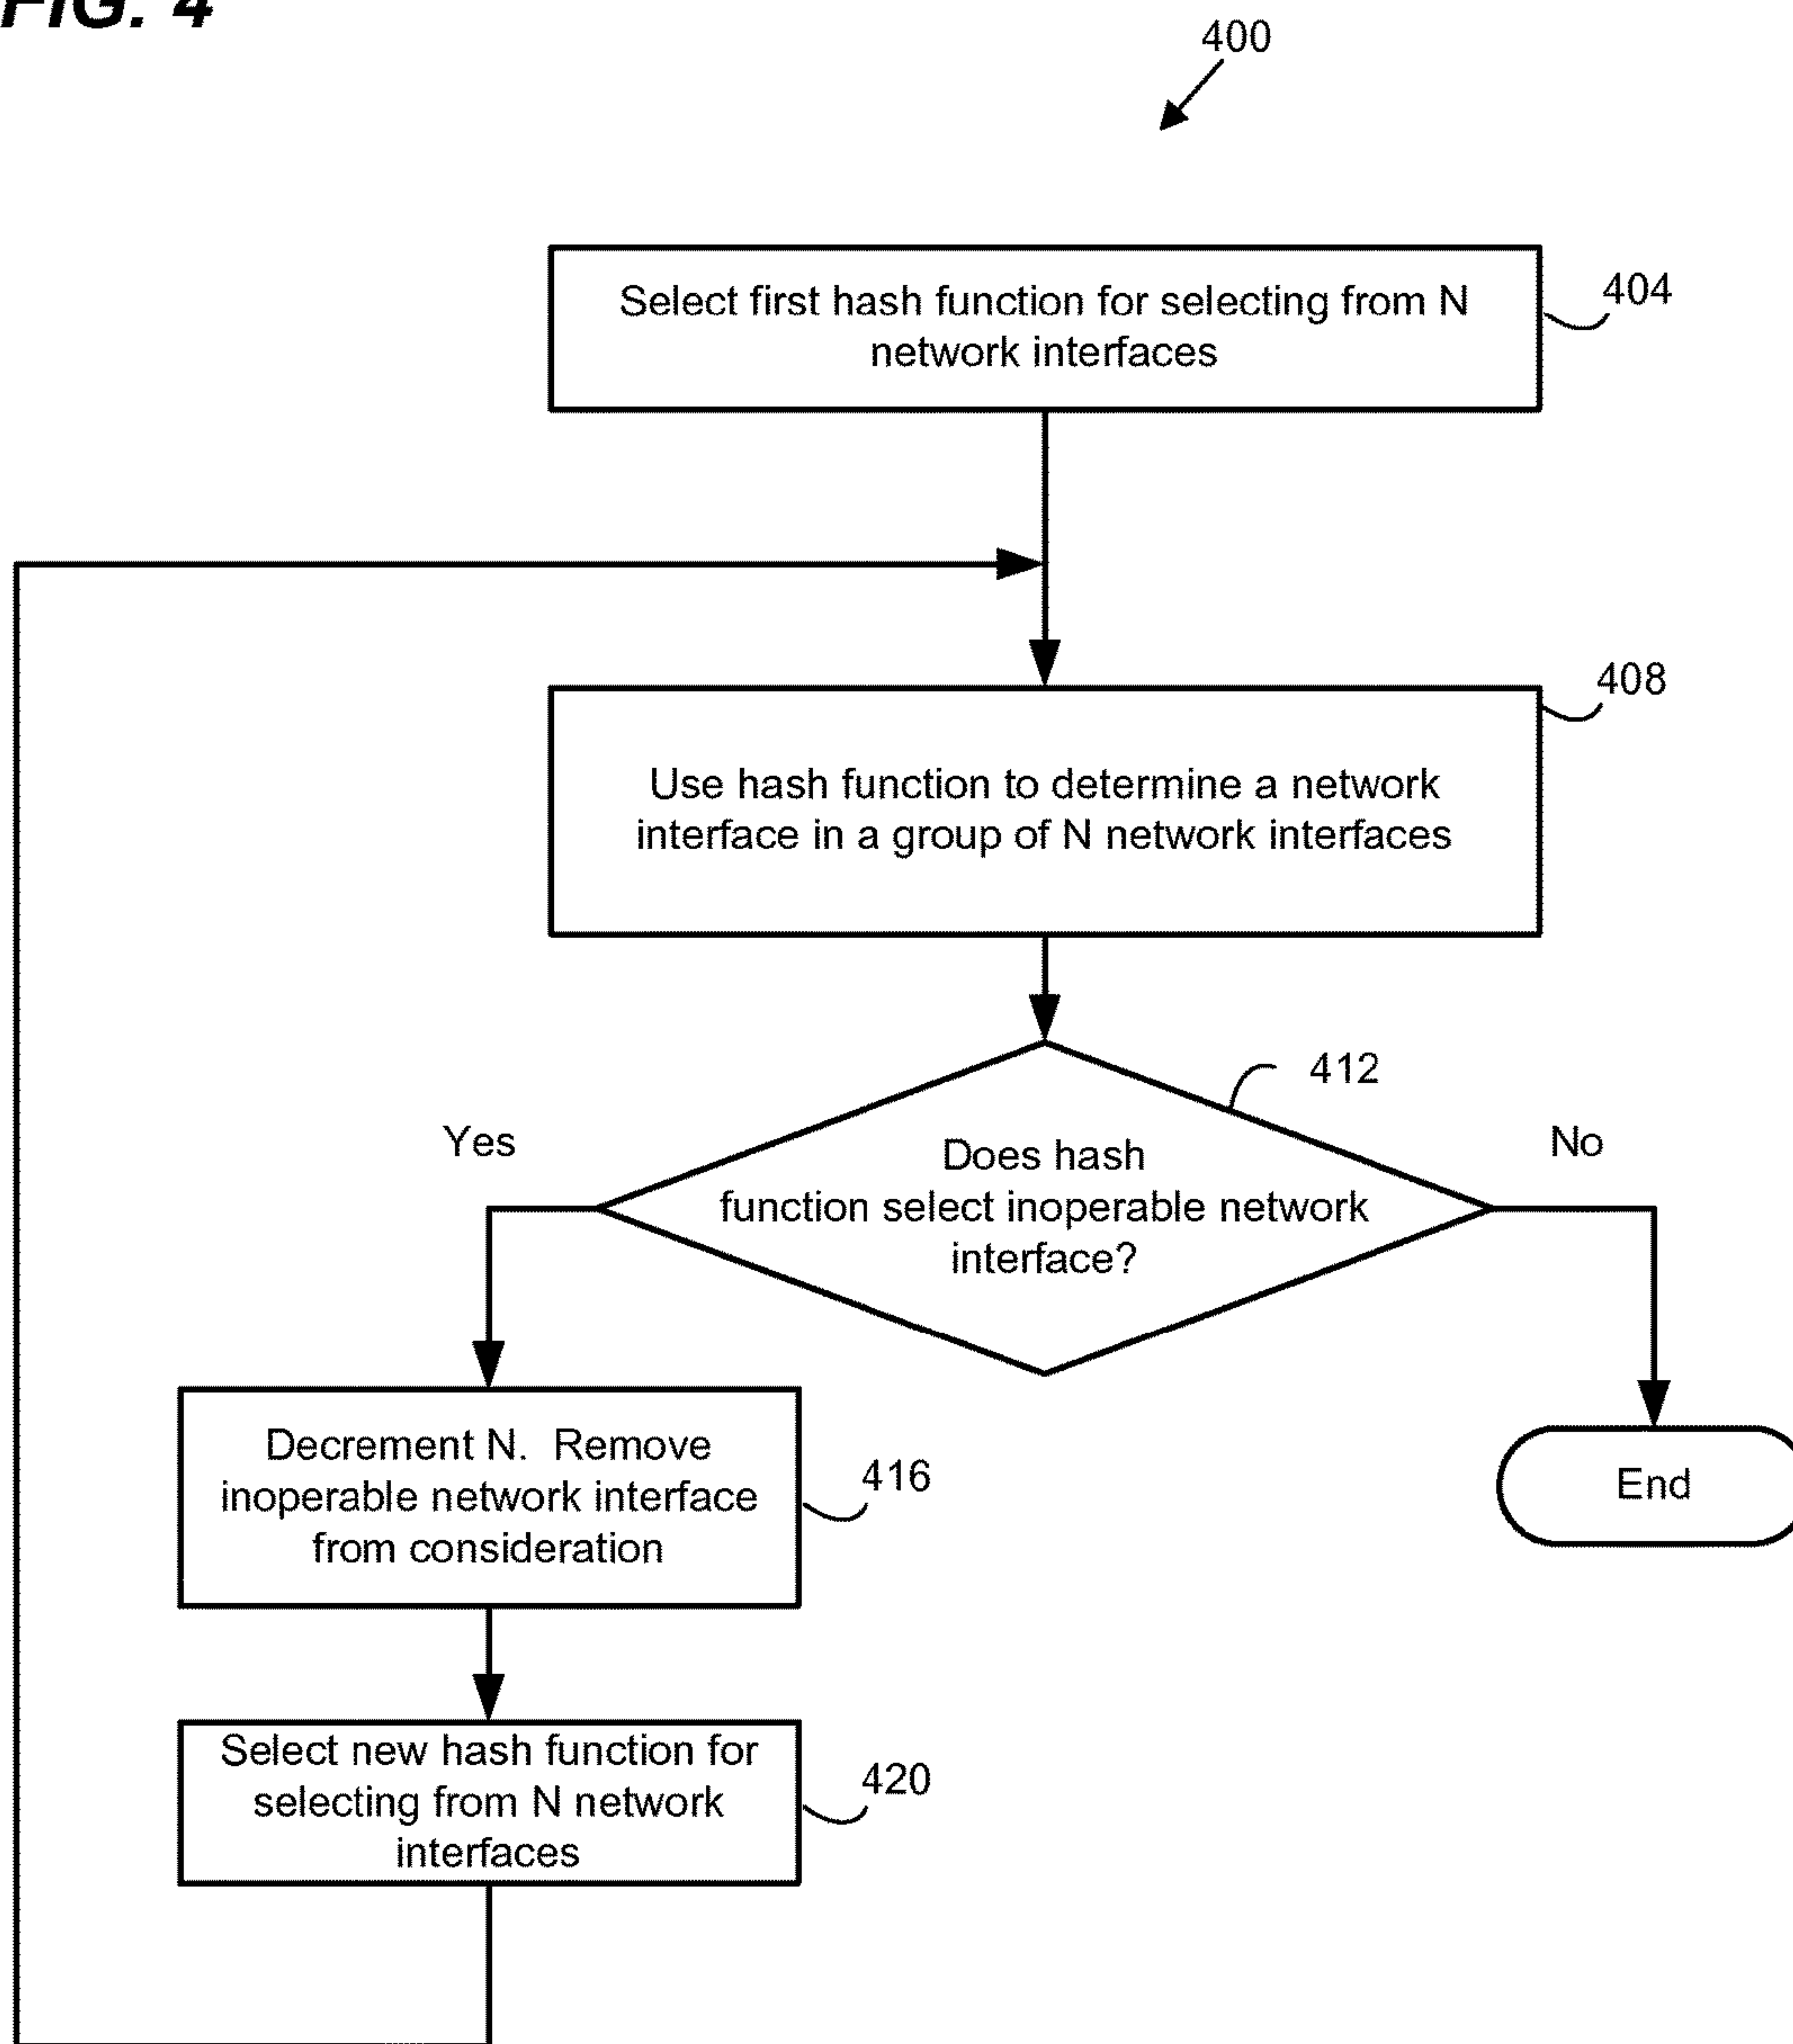 FIG. 4
400
Select first hash function for selecting from N
network interfaces
404
408
Use hash function to determine a network
interface in a group of N network interfaces
412
Yes
No
Does hash
function select inoperable network
interface?
Decrement N. Remove
inoperable network interface
from consideration
416
End
Select new hash function for
selecting from N network
interfaces
420